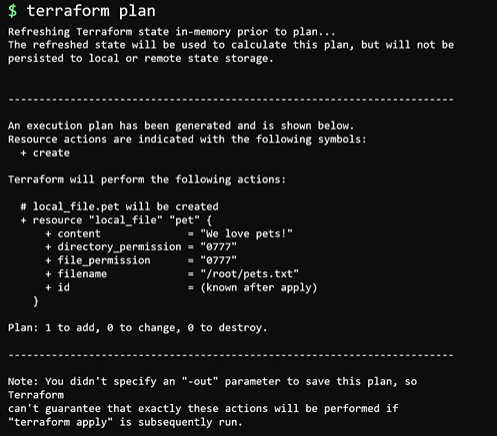 $ terraform plan
Refreshing Terraform state in-memory prior to plan...
The refreshed state will be used to calculate this plan, but will not be
persisted to local or remote state storage.
------------------------------------------------------------------------
An execution plan has been generated and is shown below.
Resource actions are indicated with the following symbols:
  + create
Terraform will perform the following actions:
  # local_file.pet will be created
  + resource "local_file" "pet" {
      + content              = "We love pets!"
      + directory_permission = "0777"
      + file_permission      = "0777"
      + filename             = "/root/pets.txt"
      + id                   = (known after apply)
    }
Plan: 1 to add, 0 to change, 0 to destroy.
------------------------------------------------------------------------
Note: You didn't specify an "-out" parameter to save this plan, so
Terraform
can't guarantee that exactly these actions will be performed if
"terraform apply" is subsequently run.